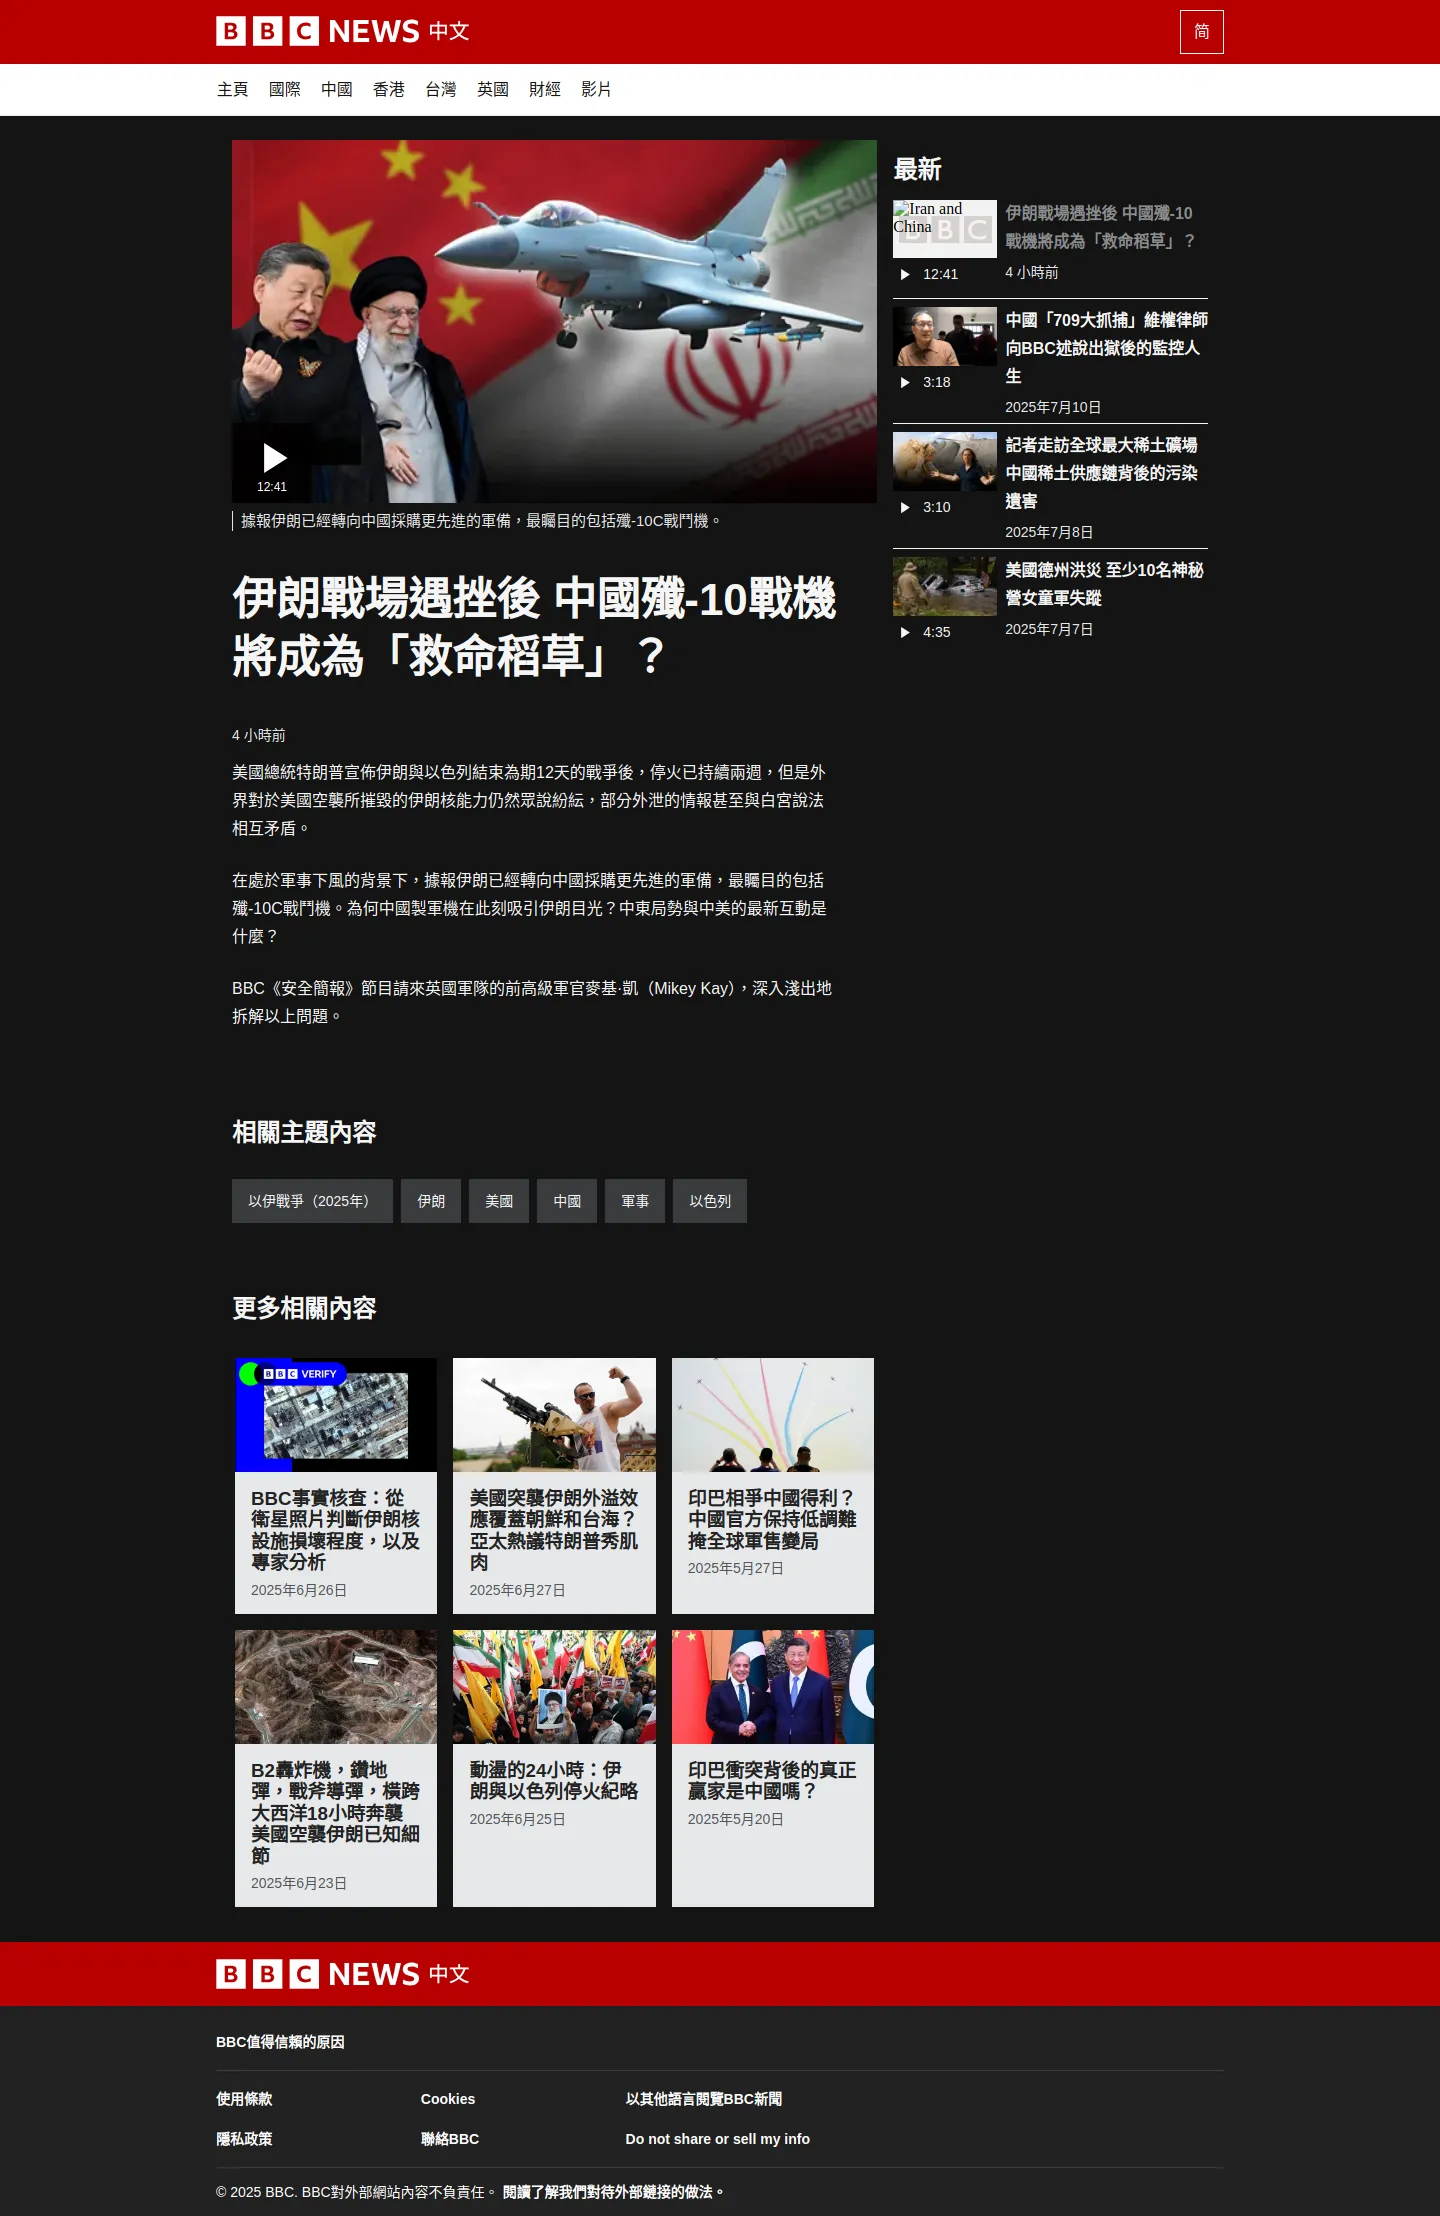 BBC NEWS 中文
简
主頁 國際 中國 香港 台灣 英國 財經 影片
12:41
據報伊朗已經轉向中國採購更先進的軍備，最矚目的包括殲-10C戰鬥機。
伊朗戰場遇挫後 中國殲-10戰機
將成為「救命稻草」？
4 小時前
美國總統特朗普宣佈伊朗與以色列結束為期12天的戰爭後，停火已持續兩週，但是外
界對於美國空襲所摧毀的伊朗核能力仍然眾說紛紜，部分外泄的情報甚至與白宮說法
相互矛盾。
在處於軍事下風的背景下，據報伊朗已經轉向中國採購更先進的軍備，最矚目的包括
殲-10C戰鬥機。為何中國製軍機在此刻吸引伊朗目光？中東局勢與中美的最新互動是
什麼？
BBC《安全簡報》節目請來英國軍隊的前高級軍官麥基·凱（Mikey Kay），深入淺出地
拆解以上問題。
最新
Iran and
China
BBC
12:41
伊朗戰場遇挫後 中國殲-10
戰機將成為「救命稻草」？
4 小時前
3:18
中國「709大抓捕」維權律師
向BBC述說出獄後的監控人
生
2025年7月10日
3:10
記者走訪全球最大稀土礦場
中國稀土供應鏈背後的污染
遺害
2025年7月8日
4:35
美國德州洪災 至少10名神秘
營女童軍失蹤
2025年7月7日
相關主題內容
以伊戰爭（2025年） 伊朗 美國 中國 軍事 以色列
更多相關內容
BBC VERIFY
BBC事實核查：從
衛星照片判斷伊朗核
設施損壞程度，以及
專家分析
2025年6月26日
美國突襲伊朗外溢效
應覆蓋朝鮮和台海？
亞太熱議特朗普秀肌
肉
2025年6月27日
印巴相爭中國得利？
中國官方保持低調難
掩全球軍售變局
2025年5月27日
B2轟炸機，鑽地
彈，戰斧導彈，橫跨
大西洋18小時奔襲
美國空襲伊朗已知細
節
2025年6月23日
動盪的24小時：伊
朗與以色列停火紀略
2025年6月25日
印巴衝突背後的真正
贏家是中國嗎？
2025年5月20日
BBC NEWS 中文
BBC值得信賴的原因
使用條款 Cookies 以其他語言閱覽BBC新聞
隱私政策 聯絡BBC Do not share or sell my info
© 2025 BBC. BBC對外部網站內容不負責任。 閱讀了解我們對待外部鏈接的做法。